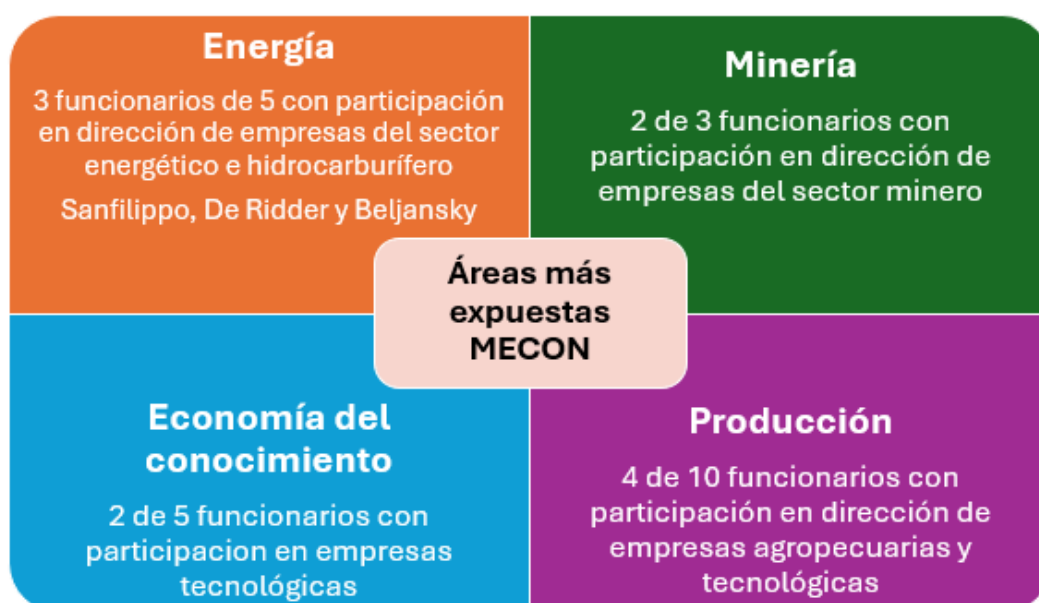 Energía
3 funcionarios de 5 con participación
en dirección de empresas del sector
energético e hidrocarburífero
Sanfilippo, De Ridder y Beljansky
Minería
2 de 3 funcionarios con
participación en dirección de
empresas del sector minero
Áreas más
expuestas
MECON
Economía del
conocimiento
2 de 5 funcionarios con
participacion en empresas
tecnológicas
Producción
4 de 10 funcionarios con
participación en dirección de
empresas agropecuarias y
tecnológicas